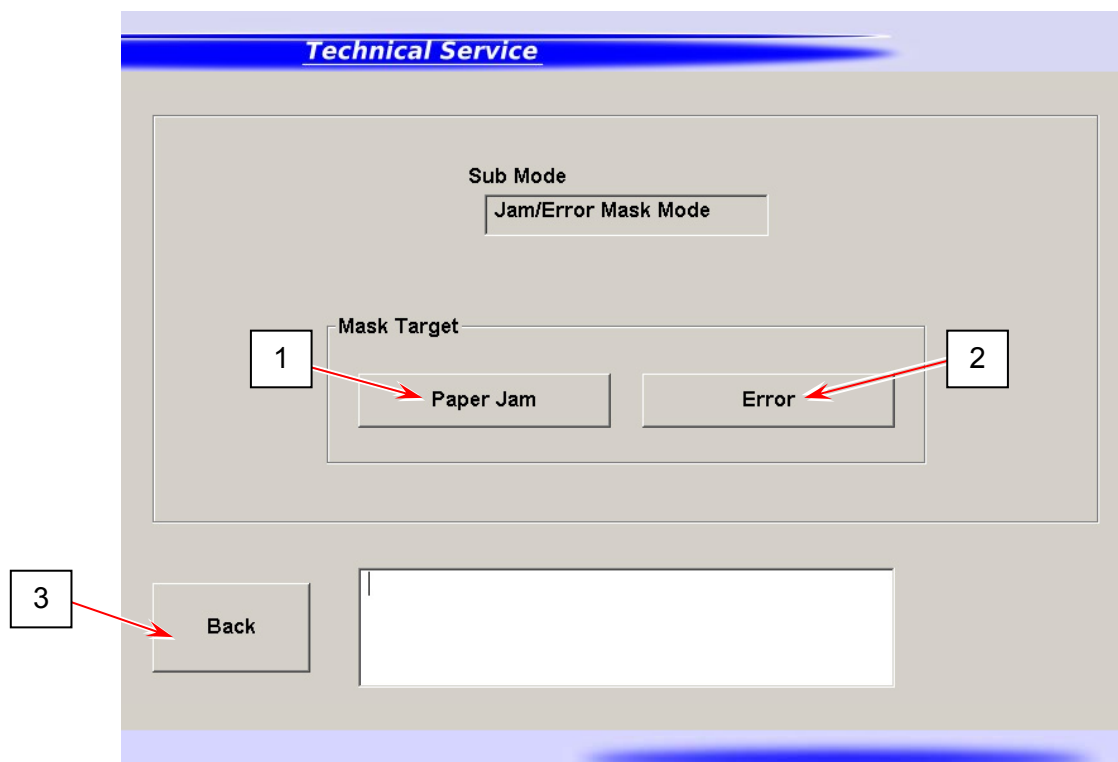 Technical Service
Sub Mode
Jam/Error Mask Mode
Mask Target
1
2
Paper Jam
Error
3
Back